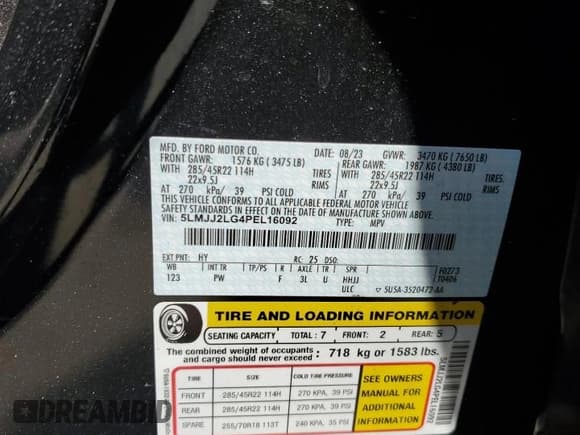 MFD. BY FORD MOTOR CO. 08/23 GVWR: 3470 KG (7650 LB)
FRONT GAWR: 1576 KG (3475 LB) REAR GAWR: 1987 KG (4380 LB)
WITH 285/45R22 114H TIRES WITH 285/45R22 114H TIRES
22x9.5J RIMS 22x9.5J RIMS
AT 270 kPa/ 39 PSI COLD AT 270 kPa/ 39 PSI COLD
THIS VEHICLE CONFORMS TO ALL APPLICABLE FEDERAL MOTOR VEHICLE
SAFETY STANDARDS IN EFFECT ON THE DATE OF MANUFACTURE SHOWN ABOVE.
VIN: 5LMJJ2LG4PEL16092 TYPE: MPV
EXT PNT: HY RC: 25 DSO:
WB INT TR TP/PS R AXLE TR SPR F0273
123 PW F 3L U HHJJ T0406
ULC 5U5A-3520472-AA
TIRE AND LOADING INFORMATION
SEATING CAPACITY TOTAL: 7 FRONT: 2 REAR: 5
The combined weight of occupants and cargo should never exceed: 718 kg or 1583 lbs.
TIRE SIZE COLD TIRE PRESSURE
FRONT 285/45R22 114H 270 KPA, 39 PSI
REAR 285/45R22 114H 270 KPA, 39 PSI
SPARE 255/70R18 113T 240 KPA, 35 PSI
SEE OWNERS
MANUAL FOR
ADDITIONAL
INFORMATION
5LMJJ2LG4PEL16092
DREAMBID